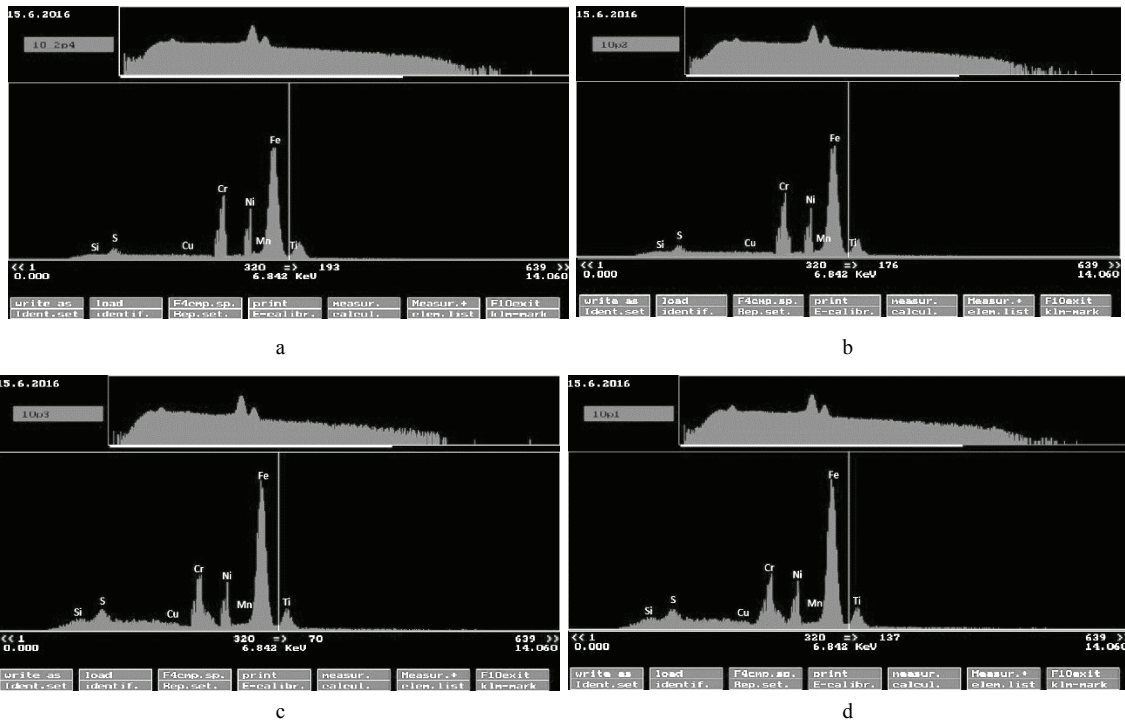 15.6.2016
10_2p4
Fe
Cr
Ni
Si S Cu Mn Ti
<< 1 320 => 193 639 >>
0.000 6.842 KeV 14.060
write as load F4cmp.sp. print measur. Measur.+ F10exit
Ident.set identif. Rep.set. E-calibr. calcul. elem.list klm-mark
a
15.6.2016
10p2
Fe
Cr
Ni
Si S Cu Mn Ti
<< 1 320 => 176 639 >>
0.000 6.842 KeV 14.060
write as load F4cmp.sp. print measur. Measur.+ F10exit
Ident.set identif. Rep.set. E-calibr. calcul. elem.list klm-mark
b
5.6.2016
10p3
Fe
Cr
Ni
Si S Cu Mn Ti
<< 1 320 => 70 639 >>
0.000 6.842 KeV 14.060
write as load F4cmp.sp. print measur. Measur.+ F10exit
Ident.set identif. Rep.set. E-calibr. calcul. elem.list klm-mark
c
15.6.2016
10p1
Fe
Cr
Ni
Si S Cu Mn Ti
<< 1 320 => 137 639 >>
0.000 6.842 KeV 14.060
write as load F4cmp.sp. print measur. Measur.+ F10exit
Ident.set identif. Rep.set. E-calibr. calcul. elem.list klm-mark
d